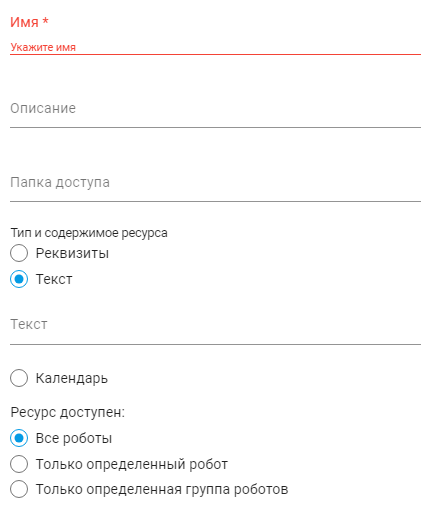 Имя *
Укажите имя
Описание
Папка доступа
Тип и содержимое ресурса
Реквизиты
Текст
Текст
Календарь
Ресурс доступен:
Все роботы
Только определенный робот
Только определенная группа роботов